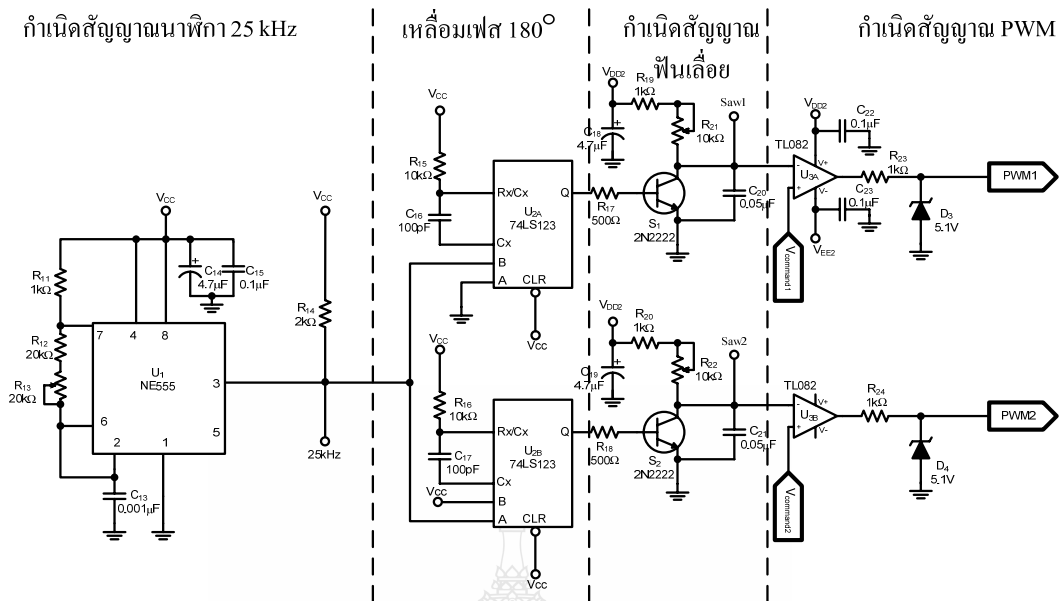 กำเนิดสัญญาณนาฬิกา 25 kHz
เหลื่อมเฟส 180°
กำเนิดสัญญาณ
ฟันเลื่อย
กำเนิดสัญญาณ PWM
VCC
R11
1kΩ
R12
20kΩ
R13
20kΩ
C14
4.7µF
C15
0.1µF
7
4
8
U1
NE555
3
6
2
1
5
C13
0.001µF
R14
2kΩ
25kHz
VCC
R15
10kΩ
C16
100pF
Rx/Cx
Q
U2A
74LS123
Cx
B
A
CLR
Vcc
VCC
R16
10kΩ
C17
100pF
Vcc
Rx/Cx
Q
U2B
74LS123
Cx
B
A
CLR
Vcc
VDD2
R19
1kΩ
C18
4.7µF
R21
10kΩ
Saw1
R17
500Ω
S1
2N2222
C20
0.05µF
VDD2
R20
1kΩ
C19
4.7µF
R22
10kΩ
Saw2
R18
500Ω
S2
2N2222
C21
0.05µF
VDD2
C22
0.1µF
TL082
-
V+
U3A
+
V-
C23
0.1µF
VEE2
Vcommand1
R23
1kΩ
D3
5.1V
PWM1
TL082
-
V+
U3B
+
V-
Vcommand2
R24
1kΩ
D4
5.1V
PWM2